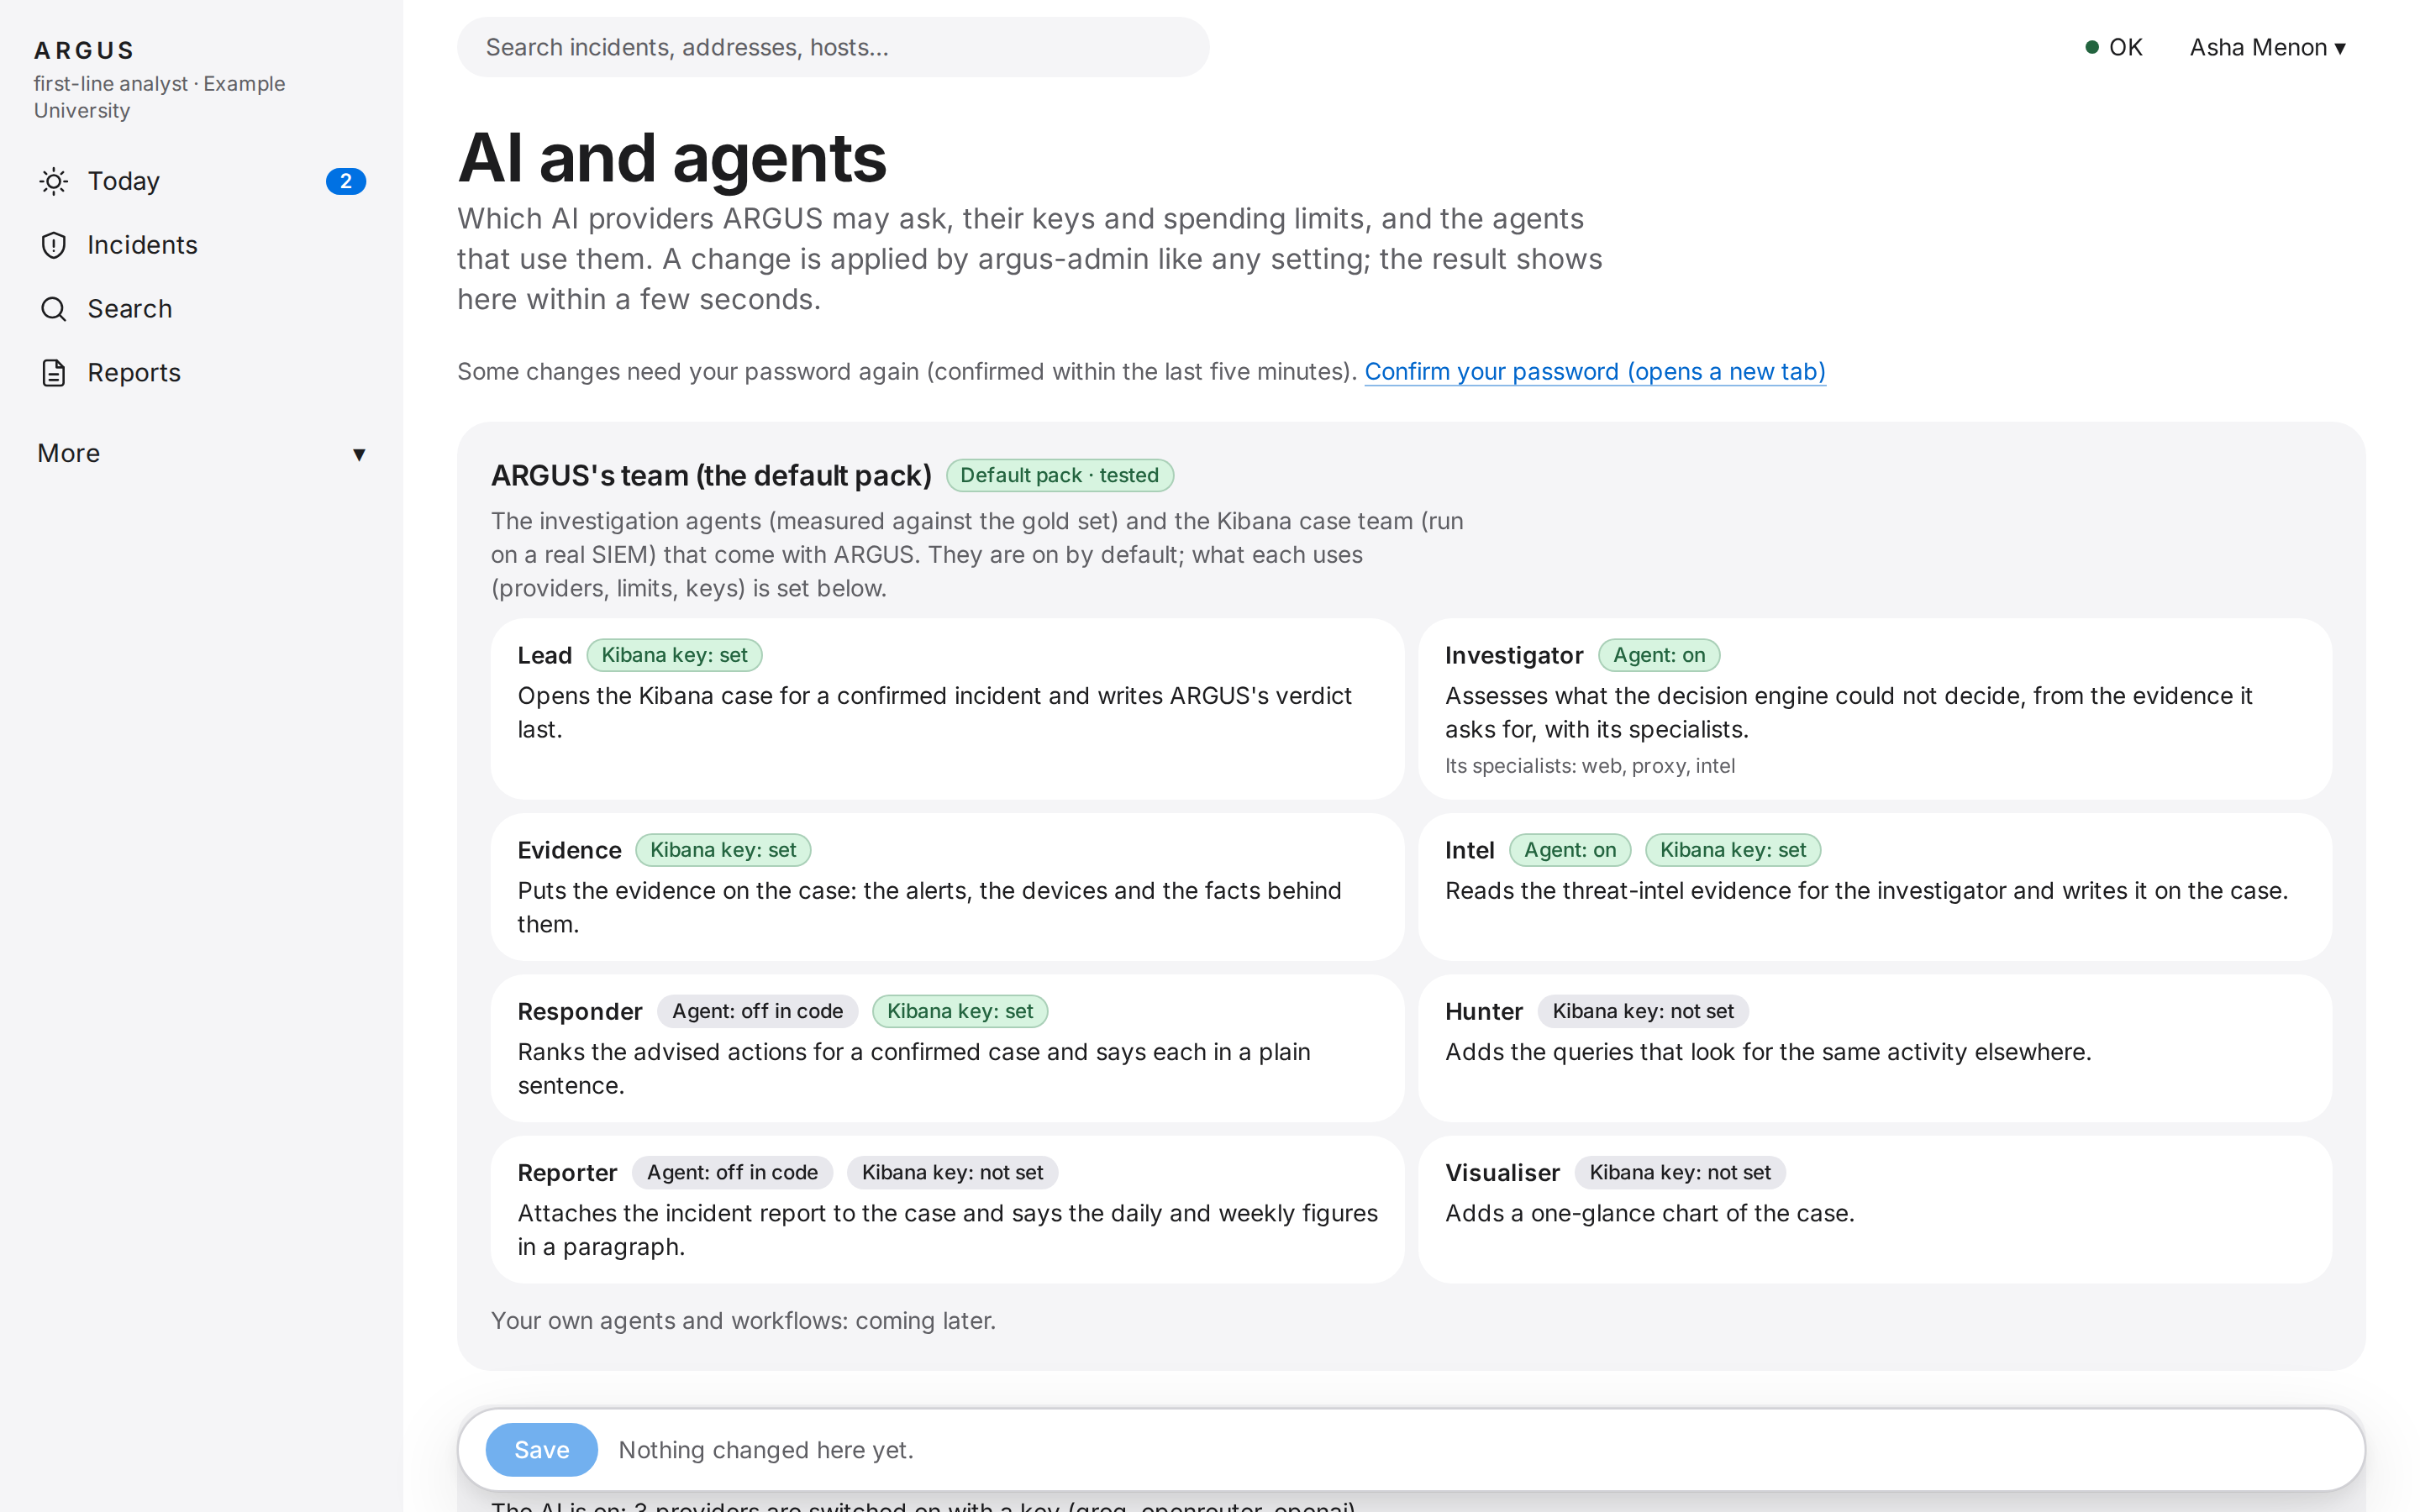 ARGUS
first-line analyst · Example
University
Today
2
Incidents
Search
Reports
More ▾
Search incidents, addresses, hosts...
OK
Asha Menon ▾
AI and agents
Which AI providers ARGUS may ask, their keys and spending limits, and the agents
that use them. A change is applied by argus-admin like any setting; the result shows
here within a few seconds.
Some changes need your password again (confirmed within the last five minutes). Confirm your password (opens a new tab)
ARGUS's team (the default pack) Default pack · tested
The investigation agents (measured against the gold set) and the Kibana case team (run
on a real SIEM) that come with ARGUS. They are on by default; what each uses
(providers, limits, keys) is set below.
Lead Kibana key: set
Opens the Kibana case for a confirmed incident and writes ARGUS's verdict
last.
Investigator Agent: on
Assesses what the decision engine could not decide, from the evidence it
asks for, with its specialists.
Its specialists: web, proxy, intel
Evidence Kibana key: set
Puts the evidence on the case: the alerts, the devices and the facts behind
them.
Intel Agent: on Kibana key: set
Reads the threat-intel evidence for the investigator and writes it on the case.
Responder Agent: off in code Kibana key: set
Ranks the advised actions for a confirmed case and says each in a plain
sentence.
Hunter Kibana key: not set
Adds the queries that look for the same activity elsewhere.
Reporter Agent: off in code Kibana key: not set
Attaches the incident report to the case and says the daily and weekly figures
in a paragraph.
Visualiser Kibana key: not set
Adds a one-glance chart of the case.
Your own agents and workflows: coming later.
Save Nothing changed here yet.
The AI is on: 3 providers are switched on with a key (groq, openrouter, openai)